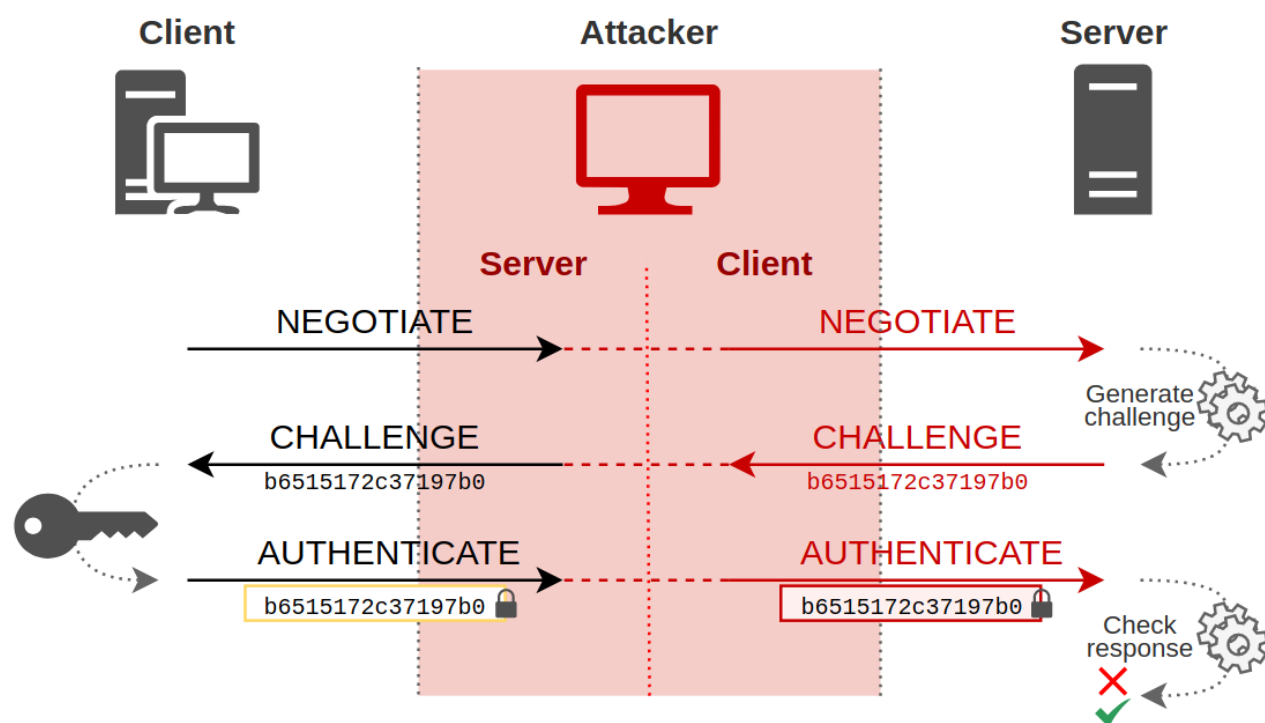 Client
Attacker
Server
Server
Client
NEGOTIATE
NEGOTIATE
Generate
challenge
CHALLENGE
CHALLENGE
b6515172c37197b0
b6515172c37197b0
AUTHENTICATE
AUTHENTICATE
b6515172c37197b0
b6515172c37197b0
Check
response